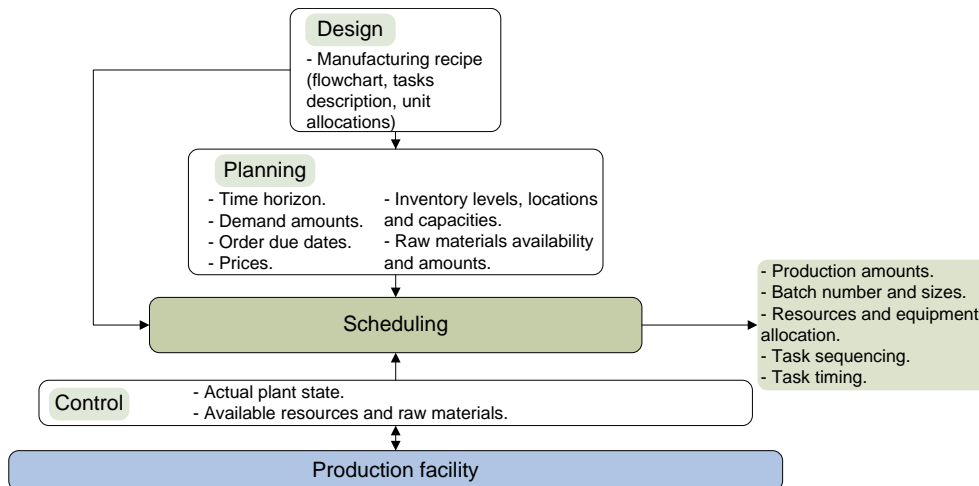 Design
- Manufacturing recipe
(flowchart, tasks
description, unit
allocations)
Planning
- Time horizon.
- Demand amounts.
- Order due dates.
- Prices.
- Inventory levels, locations
and capacities.
- Raw materials availability
and amounts.
Scheduling
- Production amounts.
- Batch number and sizes.
- Resources and equipment
allocation.
- Task sequencing.
- Task timing.
Control
- Actual plant state.
- Available resources and raw materials.
Production facility